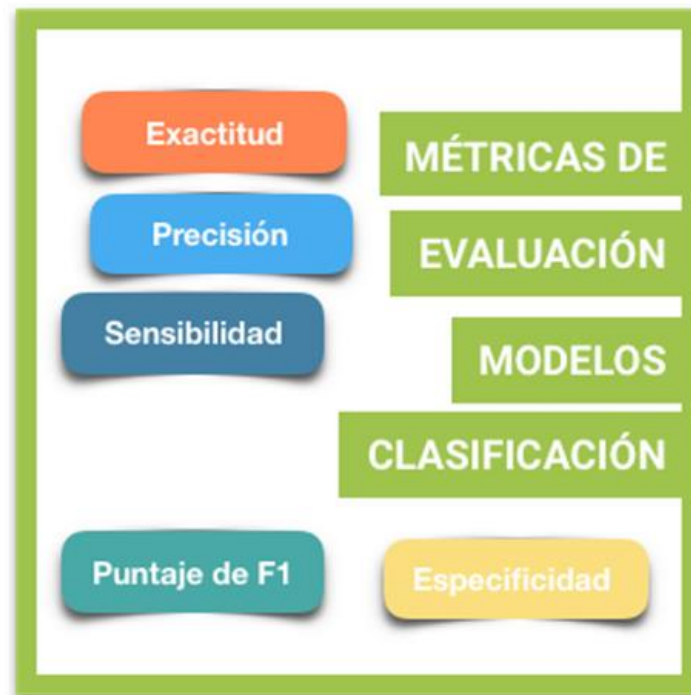 Exactitud
Precisión
Sensibilidad
MÉTRICAS DE
EVALUACIÓN
MODELOS
CLASIFICACIÓN
Puntaje de F1
Especificidad